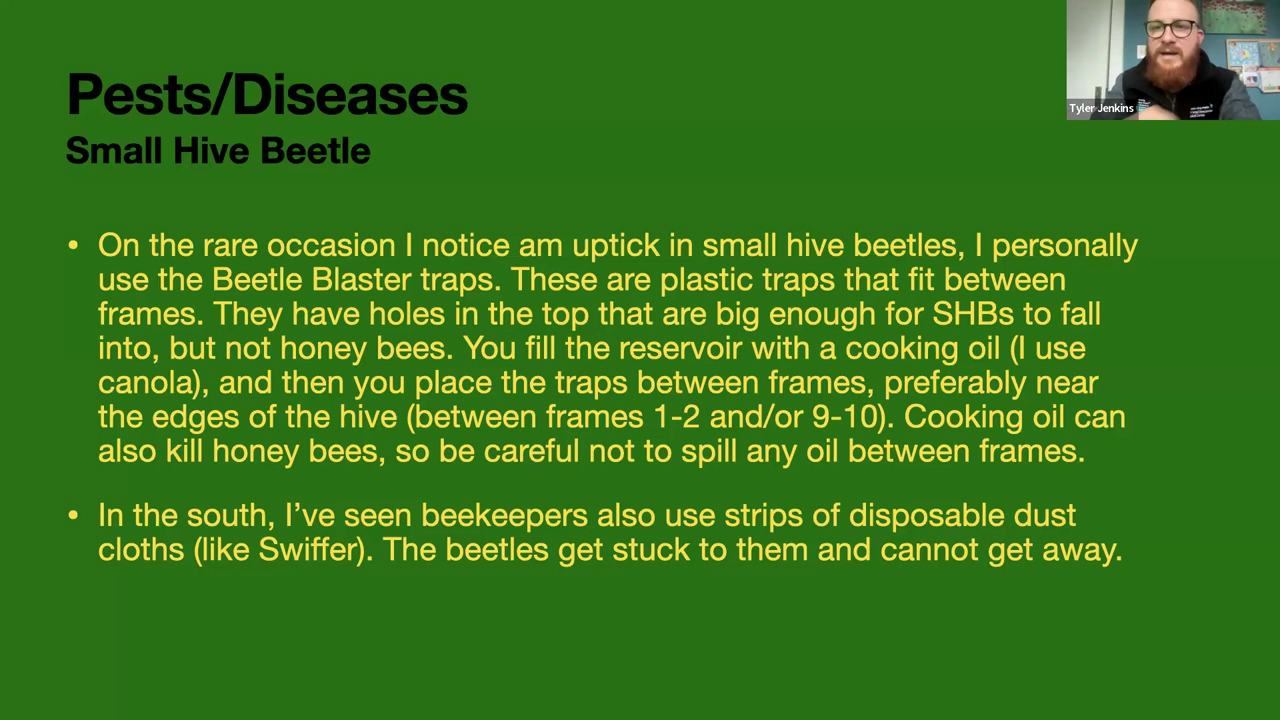 Pests/Diseases
Small Hive Beetle
• On the rare occasion I notice am uptick in small hive beetles, I personally
use the Beetle Blaster traps. These are plastic traps that fit between
frames. They have holes in the top that are big enough for SHBs to fall
into, but not honey bees. You fill the reservoir with a cooking oil (I use
canola), and then you place the traps between frames, preferably near
the edges of the hive (between frames 1-2 and/or 9-10). Cooking oil can
also kill honey bees, so be careful not to spill any oil between frames.
• In the south, I’ve seen beekeepers also use strips of disposable dust
cloths (like Swiffer). The beetles get stuck to them and cannot get away.
Tyler Jenkins